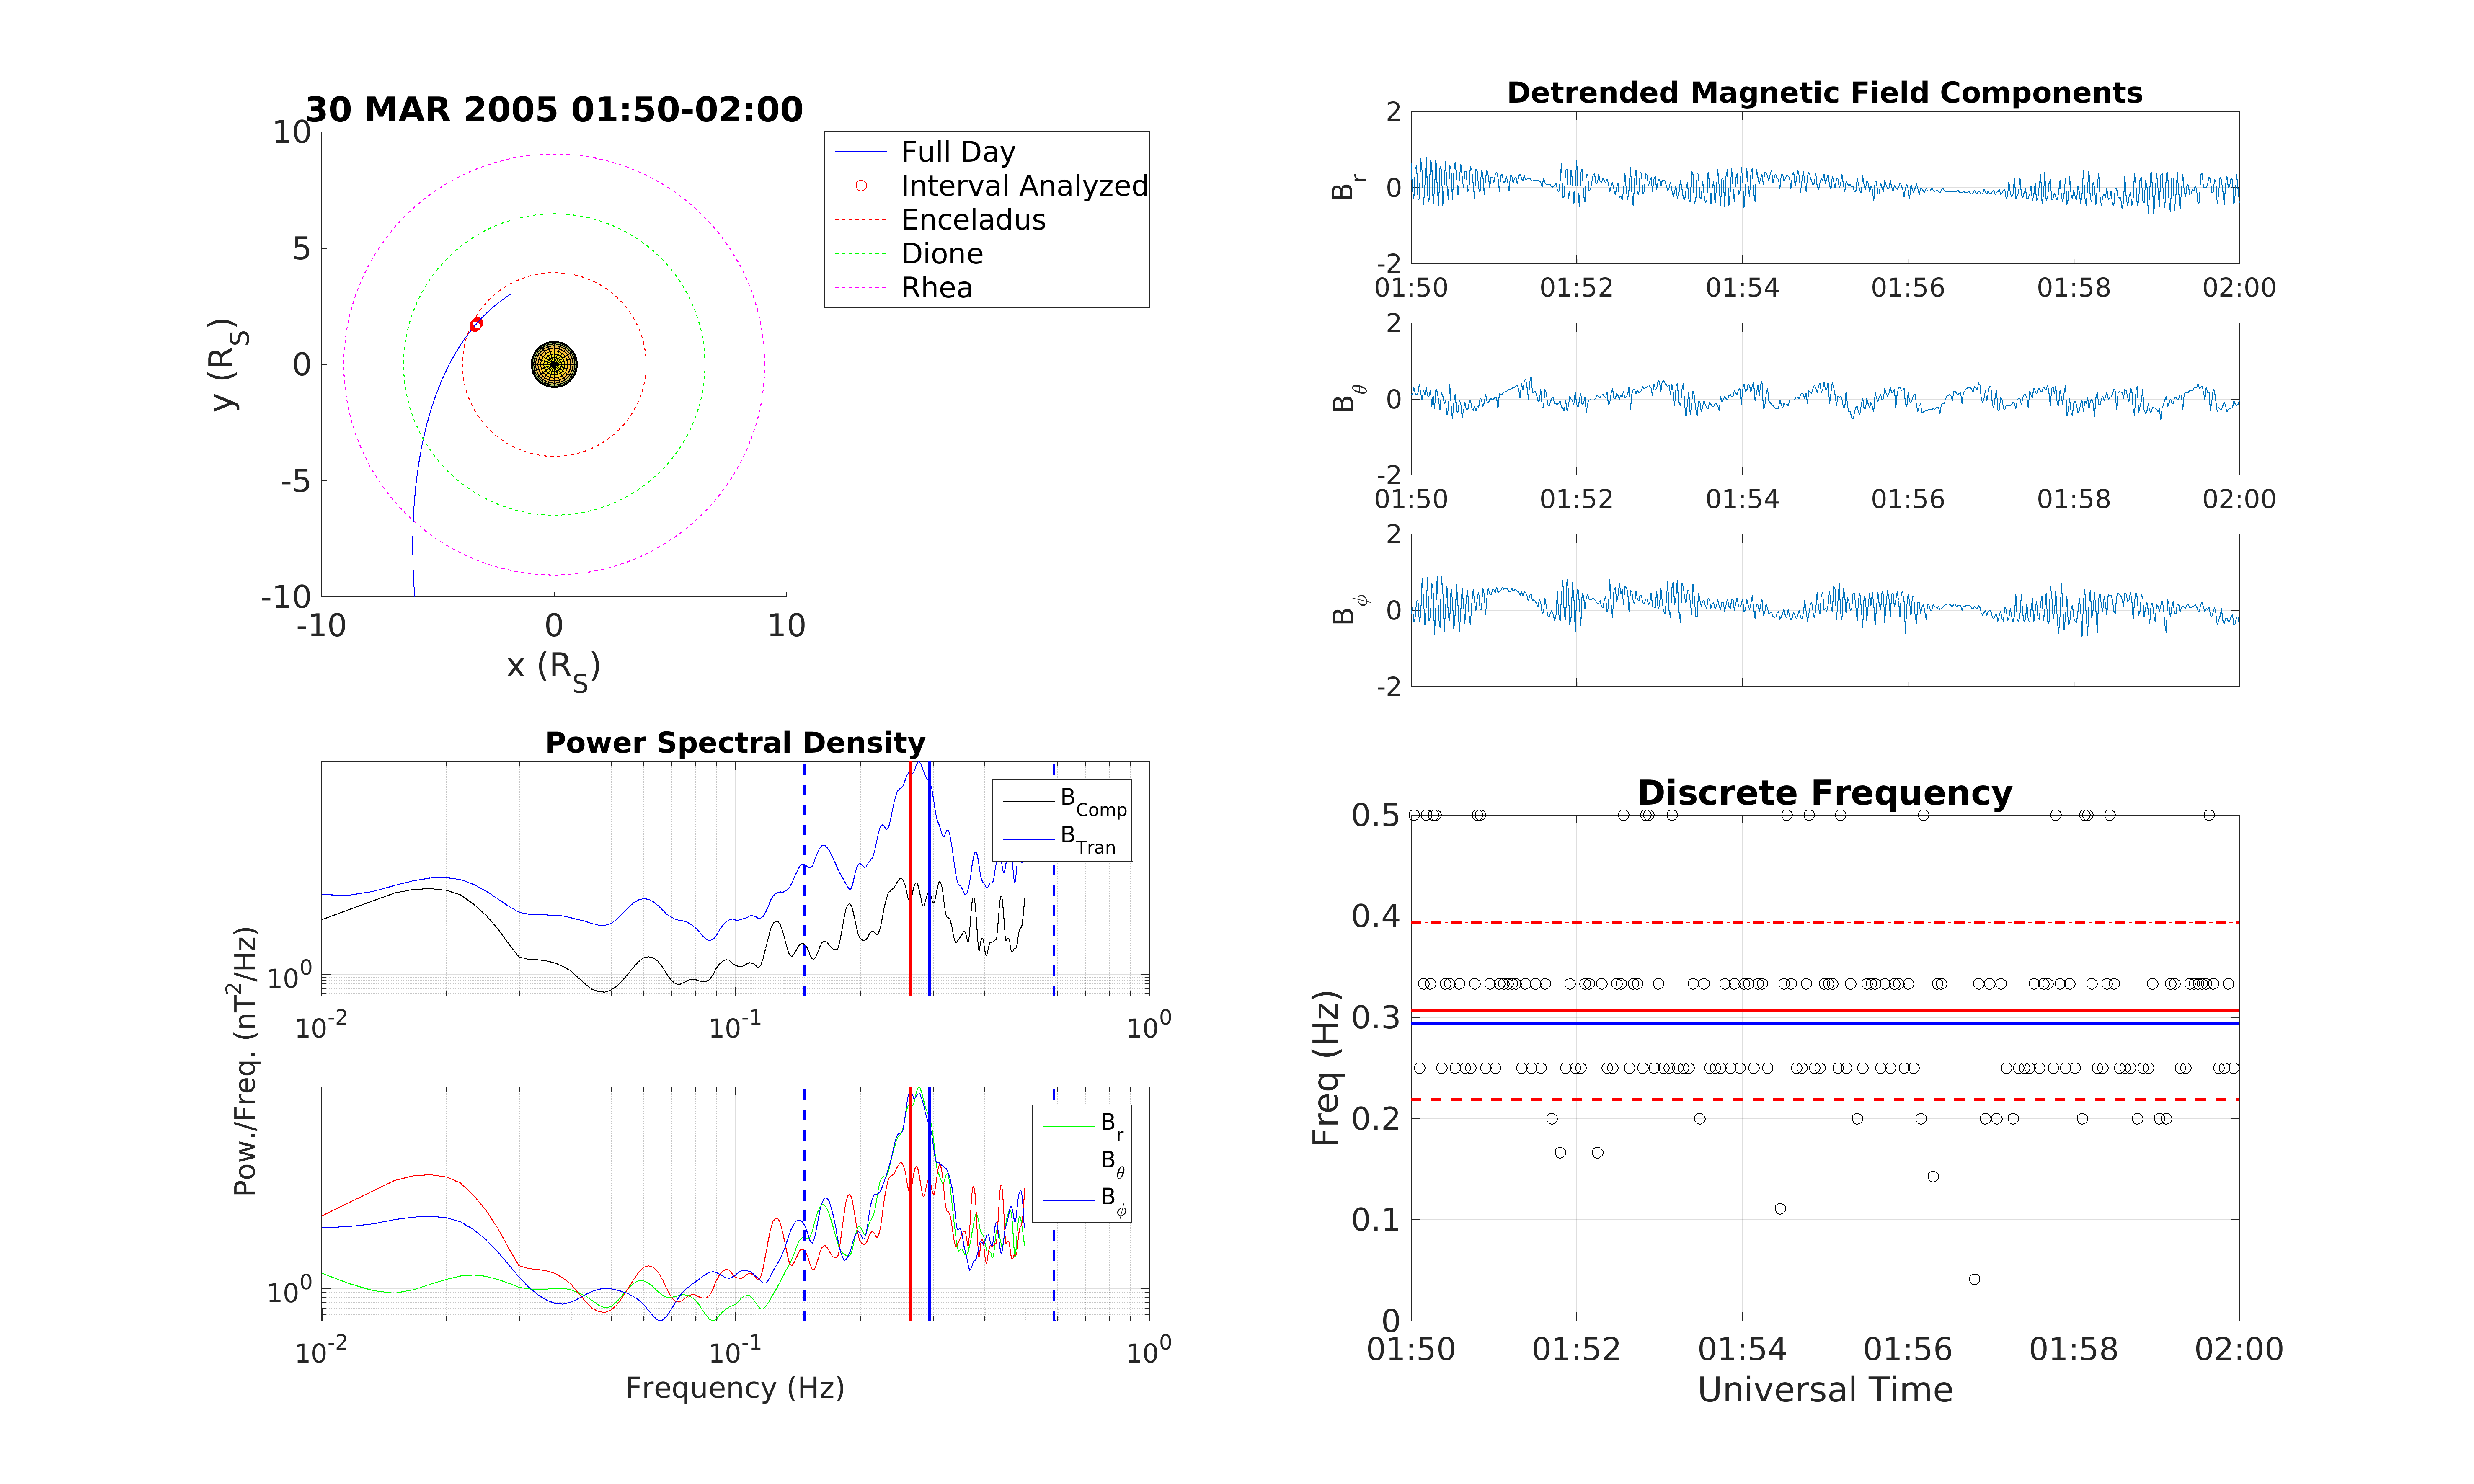 30 MAR 2005 01:50-02:00
10
5
0
-5
-10
-10 0 10
y (R_S)
x (R_S)
Full Day
Interval Analyzed
Enceladus
Dione
Rhea
Detrended Magnetic Field Components
2
0
-2
B_r
01:50 01:52 01:54 01:56 01:58 02:00
2
0
-2
B_θ
01:50 01:52 01:54 01:56 01:58 02:00
2
0
-2
B_ϕ
Power Spectral Density
B_Comp
B_Tran
10^0
10^-2 10^-1 10^0
Pow./Freq. (nT^2/Hz)
B_r
B_θ
B_ϕ
10^0
10^-2 10^-1 10^0
Frequency (Hz)
Discrete Frequency
0.5
0.4
0.3
0.2
0.1
0
Freq (Hz)
01:50 01:52 01:54 01:56 01:58 02:00
Universal Time